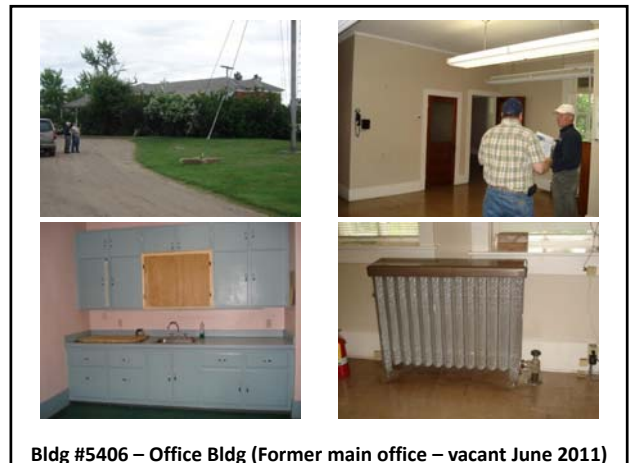 Bldg #5406 – Office Bldg (Former main office – vacant June 2011)